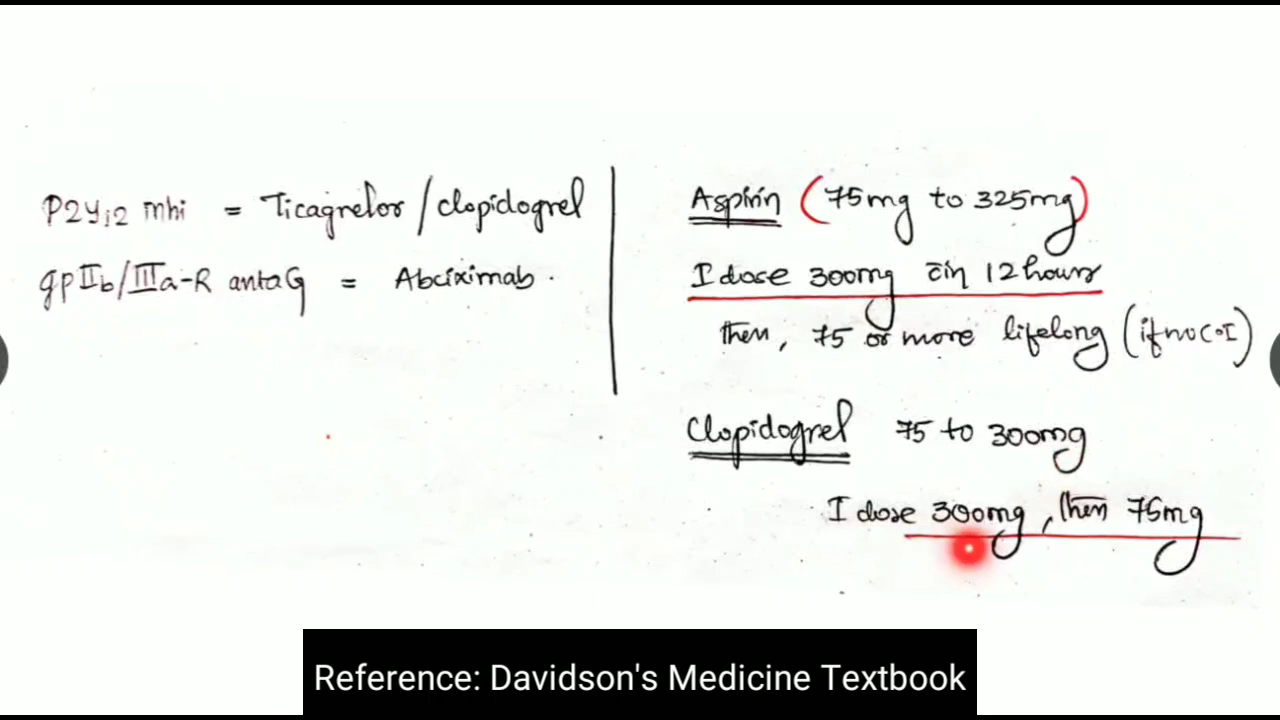 P2Y12 inhi = Ticagrelor / clopidogrel
gpIIb/IIIa-R antaG = Abciximab.
Aspirin (75mg to 325mg)
I dose 300mg c̄in 12 hours
then, 75 or more lifelong (if no C.I)
Clopidogrel 75 to 300mg
I dose 300mg, then 75mg
Reference: Davidson's Medicine Textbook